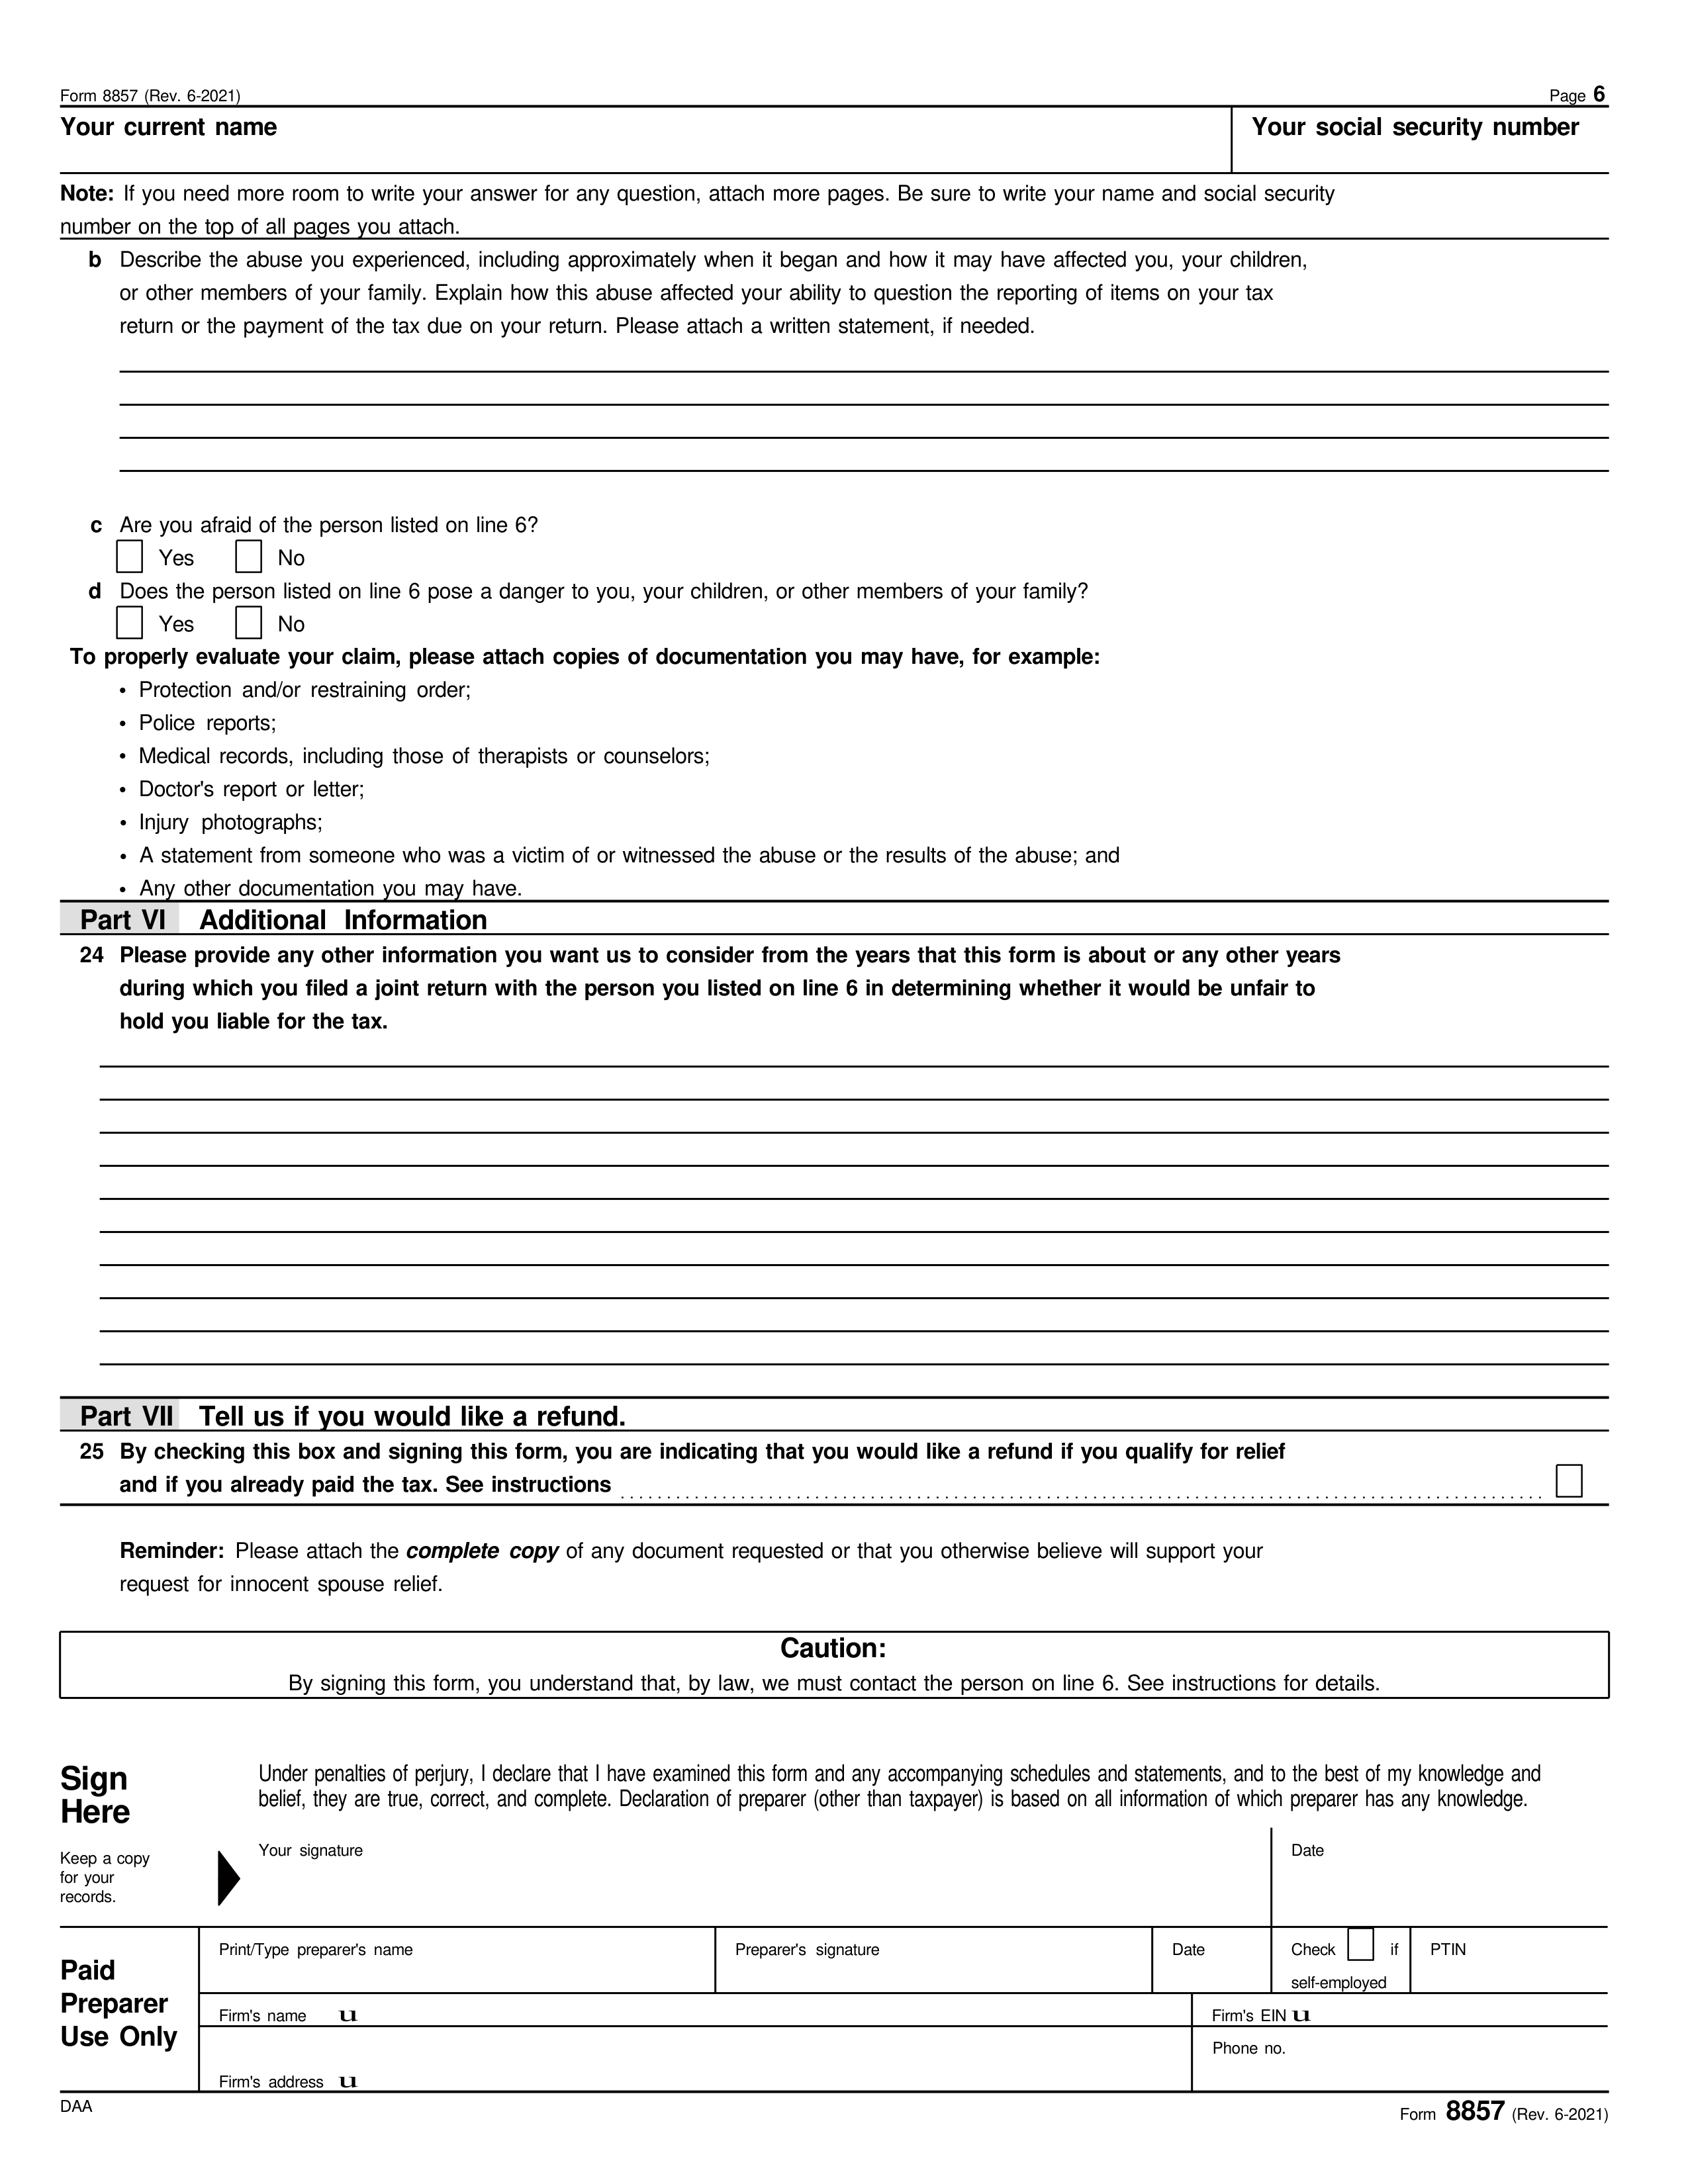 Form 8857 (Rev. 6-2021) Page 6
Your current name Your social security number
Note: If you need more room to write your answer for any question, attach more pages. Be sure to write your name and social security
number on the top of all pages you attach.
b Describe the abuse you experienced, including approximately when it began and how it may have affected you, your children,
or other members of your family. Explain how this abuse affected your ability to question the reporting of items on your tax
return or the payment of the tax due on your return. Please attach a written statement, if needed.
c Are you afraid of the person listed on line 6?
Yes No
d Does the person listed on line 6 pose a danger to you, your children, or other members of your family?
Yes No
To properly evaluate your claim, please attach copies of documentation you may have, for example:
• Protection and/or restraining order;
• Police reports;
• Medical records, including those of therapists or counselors;
• Doctor's report or letter;
• Injury photographs;
• A statement from someone who was a victim of or witnessed the abuse or the results of the abuse; and
• Any other documentation you may have.
Part VI Additional Information
24 Please provide any other information you want us to consider from the years that this form is about or any other years
during which you filed a joint return with the person you listed on line 6 in determining whether it would be unfair to
hold you liable for the tax.
Part VII Tell us if you would like a refund.
25 By checking this box and signing this form, you are indicating that you would like a refund if you qualify for relief
and if you already paid the tax. See instructions
Reminder: Please attach the complete copy of any document requested or that you otherwise believe will support your
request for innocent spouse relief.
Caution:
By signing this form, you understand that, by law, we must contact the person on line 6. See instructions for details.
Sign
Here
Under penalties of perjury, I declare that I have examined this form and any accompanying schedules and statements, and to the best of my knowledge and
belief, they are true, correct, and complete. Declaration of preparer (other than taxpayer) is based on all information of which preparer has any knowledge.
Keep a copy
for your
records.
Your signature Date
Paid
Preparer
Use Only
Print/Type preparer's name Preparer's signature Date Check if PTIN
self-employed
Firm's name u Firm's EIN u
Phone no.
Firm's address u
DAA Form 8857 (Rev. 6-2021)